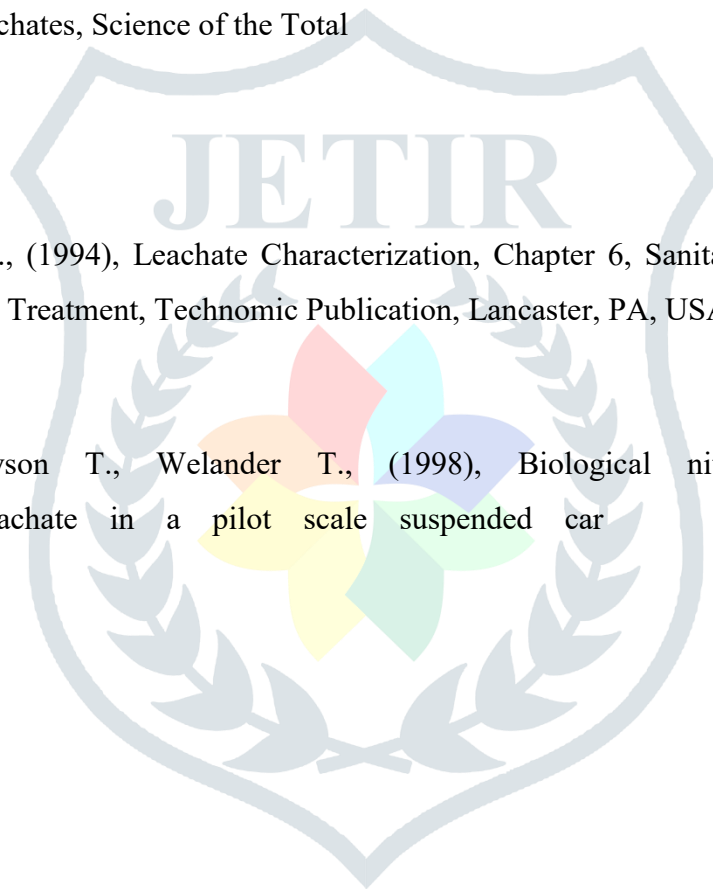 chates, Science of the Total
JETIR
., (1994), Leachate Characterization, Chapter 6, Sanita
Treatment, Technomic Publication, Lancaster, PA, USA
son T., Welander T., (1998), Biological ni
achate in a pilot scale suspended car